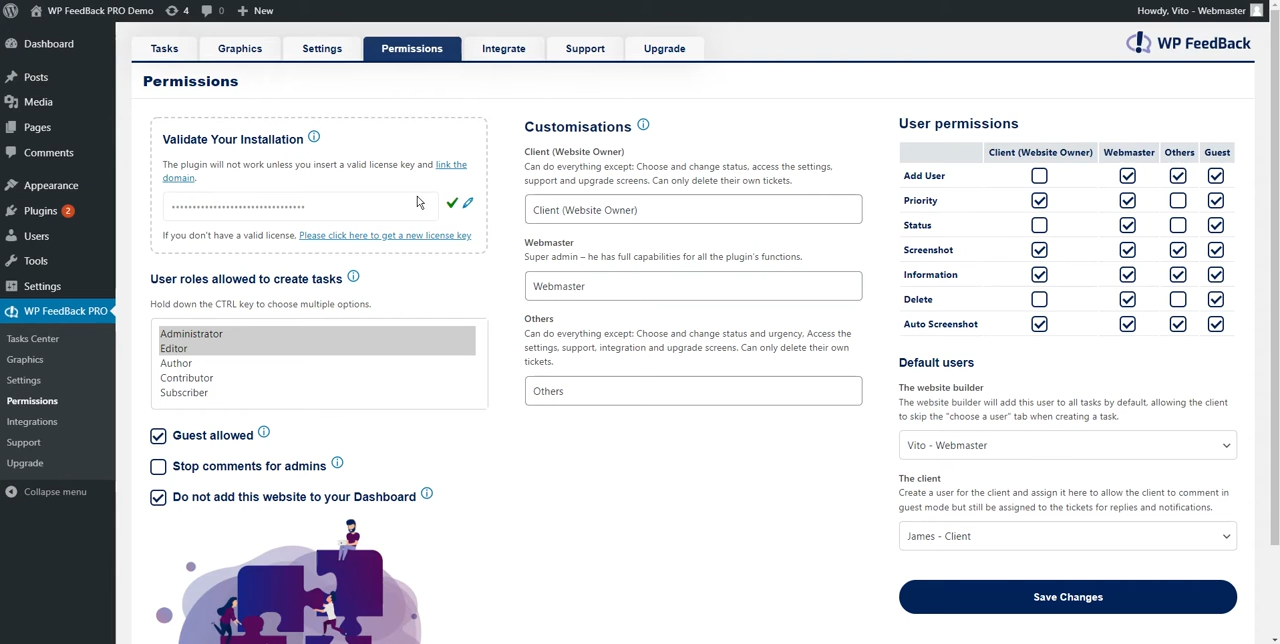 WP FeedBack PRO Demo 4 0 New Howdy, Vito - Webmaster
Dashboard
Posts
Media
Pages
Comments
Appearance
Plugins 2
Users
Tools
Settings
WP FeedBack PRO
Tasks Center
Graphics
Settings
Permissions
Integrations
Support
Upgrade
Collapse menu
Tasks Graphics Settings Permissions Integrate Support Upgrade
WP FeedBack
Permissions
Validate Your Installation
The plugin will not work unless you insert a valid license key and link the
domain.
••••••••••••••••••••••••••••••••
If you don't have a valid license, Please click here to get a new license key
User roles allowed to create tasks
Hold down the CTRL key to choose multiple options.
Administrator
Editor
Author
Contributor
Subscriber
Guest allowed
Stop comments for admins
Do not add this website to your Dashboard
Customisations
Client (Website Owner)
Can do everything except: Choose and change status, access the settings,
support and upgrade screens. Can only delete their own tickets.
Client (Website Owner)
Webmaster
Super admin – he has full capabilities for all the plugin's functions.
Webmaster
Others
Can do everything except: Choose and change status and urgency, Access the
settings, support, integration and upgrade screens. Can only delete their own
tickets.
Others
User permissions
Client (Website Owner) Webmaster Others Guest
Add User
Priority
Status
Screenshot
Information
Delete
Auto Screenshot
Default users
The website builder
The website builder will add this user to all tasks by default, allowing the client
to skip the "choose a user" tab when creating a task.
Vito - Webmaster
The client
Create a user for the client and assign it here to allow the client to comment in
guest mode but still be assigned to the tickets for replies and notifications.
James - Client
Save Changes